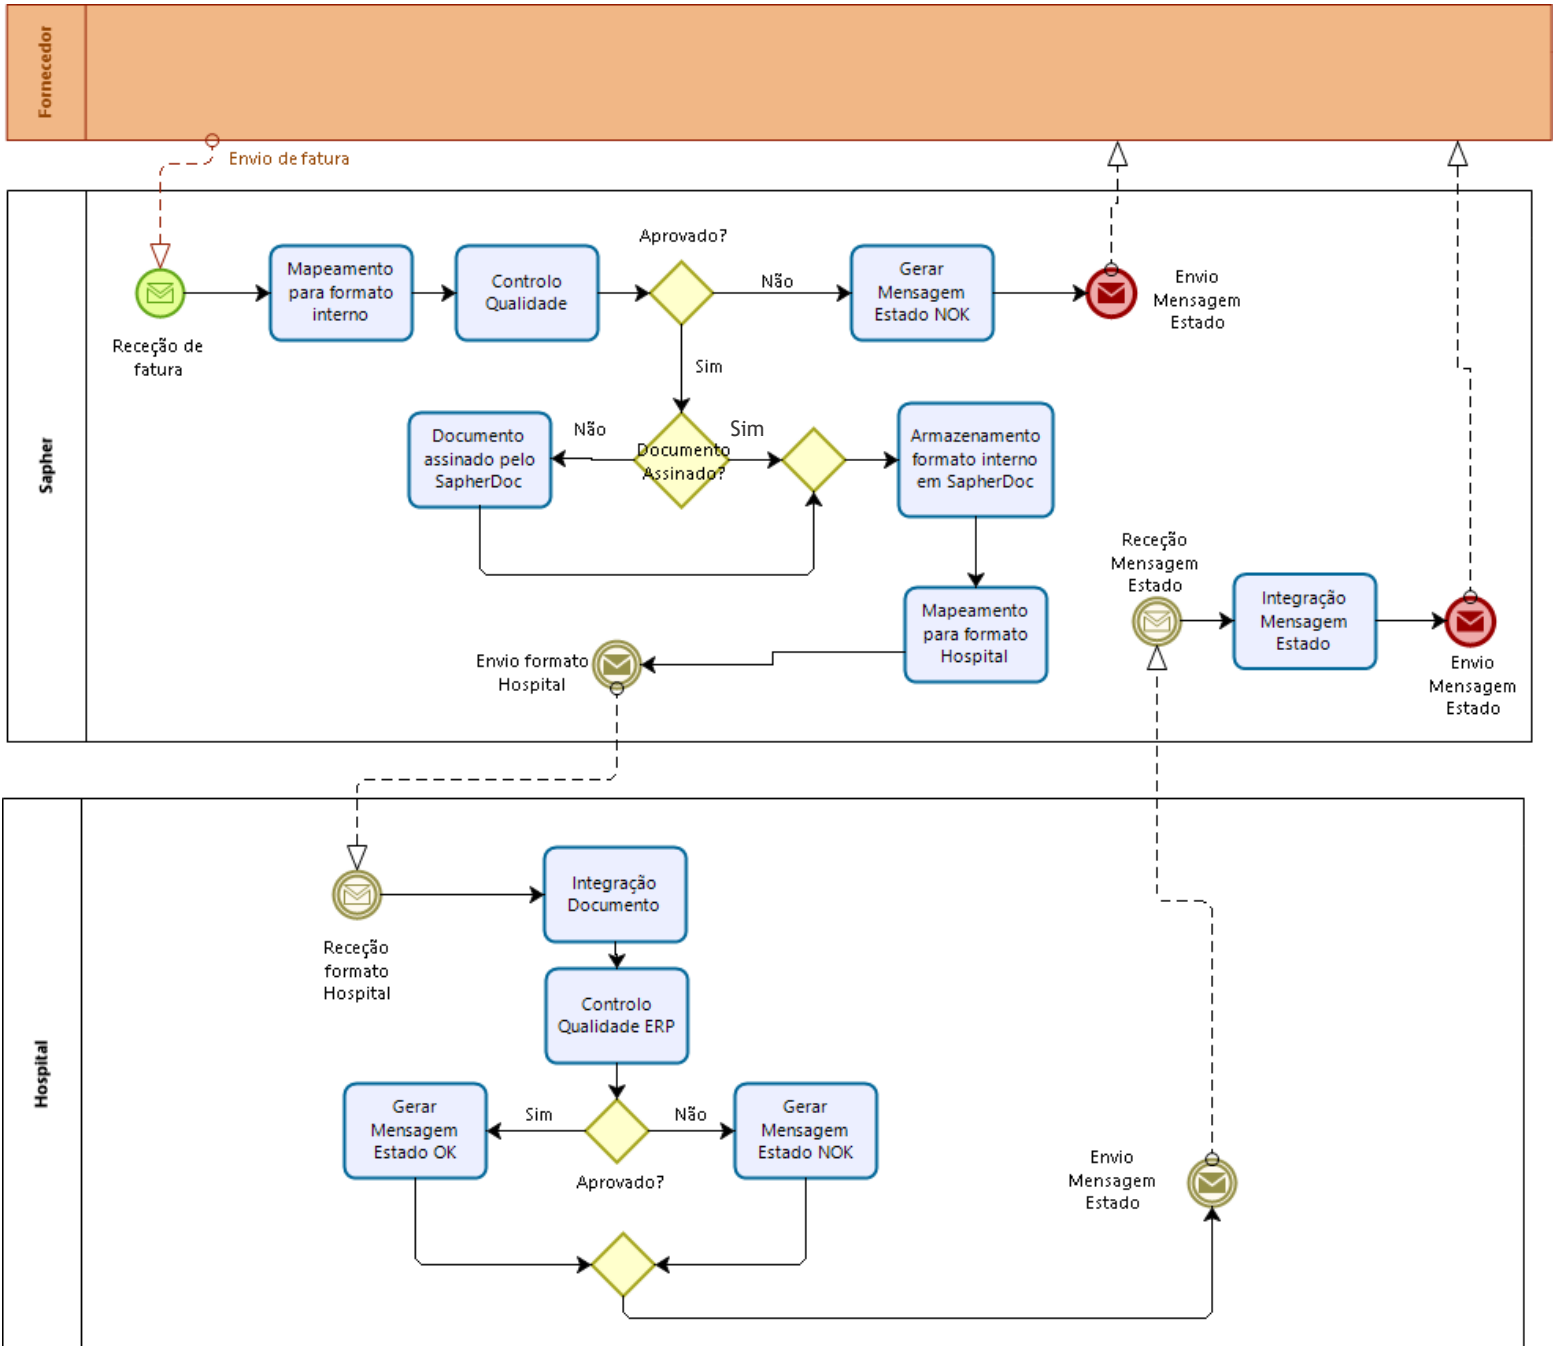 Fornecedor
Envio de fatura
Sapher
Receção de
fatura
Mapeamento
para formato
interno
Controlo
Qualidade
Aprovado?
Não
Gerar
Mensagem
Estado NOK
Envio
Mensagem
Estado
Sim
Documento
Assinado?
Não
Documento
assinado pelo
SapherDoc
Sim
Armazenamento
formato interno
em SapherDoc
Mapeamento
para formato
Hospital
Envio formato
Hospital
Receção
Mensagem
Estado
Integração
Mensagem
Estado
Envio
Mensagem
Estado
Hospital
Receção
formato
Hospital
Integração
Documento
Controlo
Qualidade ERP
Aprovado?
Sim
Gerar
Mensagem
Estado OK
Não
Gerar
Mensagem
Estado NOK
Envio
Mensagem
Estado